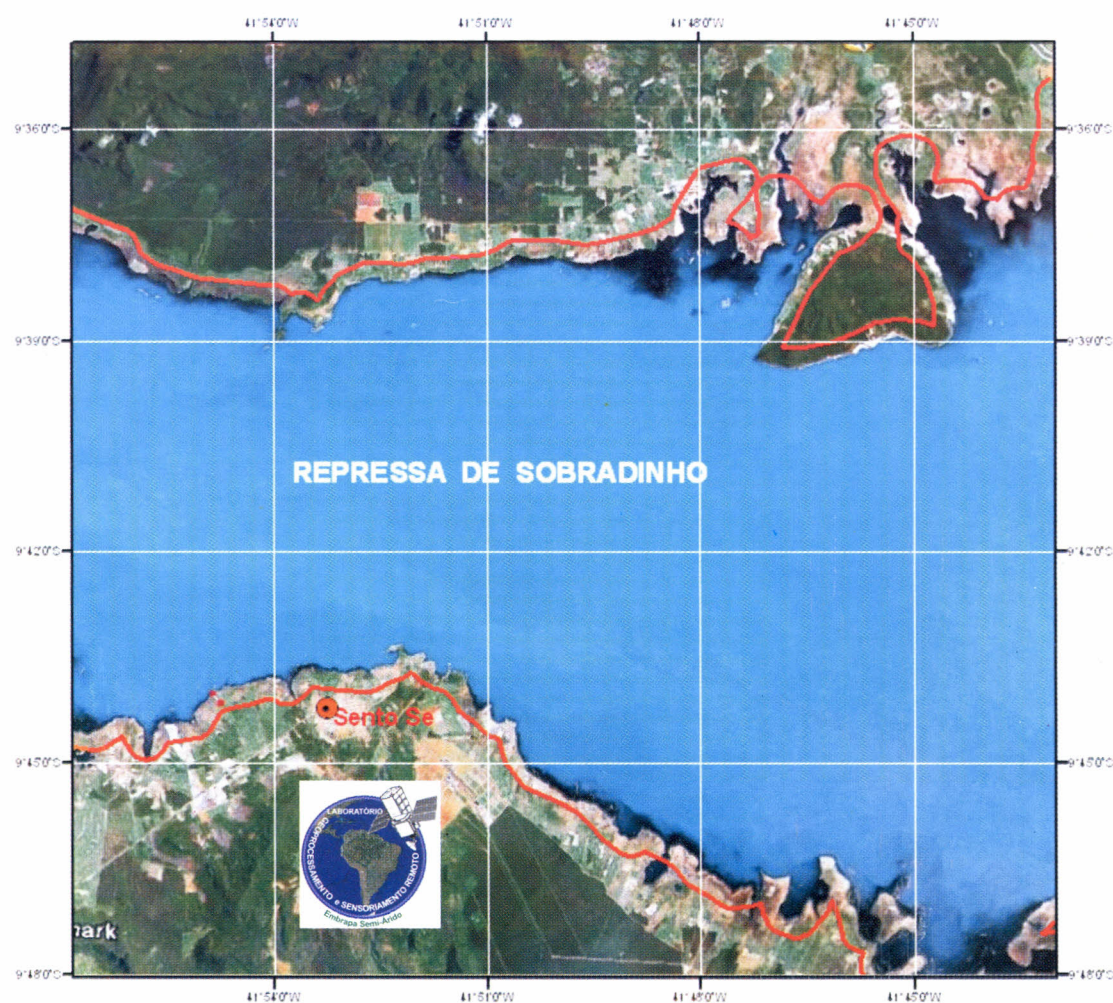 41°54'0"W 41°51'0"W 41°48'0"W 41°45'0"W
9°36'0"S 9°36'0"S
9°39'0"S 9°39'0"S
REPRESSA DE SOBRADINHO
9°42'0"S 9°42'0"S
Sento Se
9°45'0"S 9°45'0"S
LABORATÓRIO
GEOPROCESSAMENTO e SENSORIAMENTO REMOTO
Embrapa Semi-Árido
ark
9°48'0"S 9°48'0"S
41°54'0"W 41°51'0"W 41°48'0"W 41°45'0"W